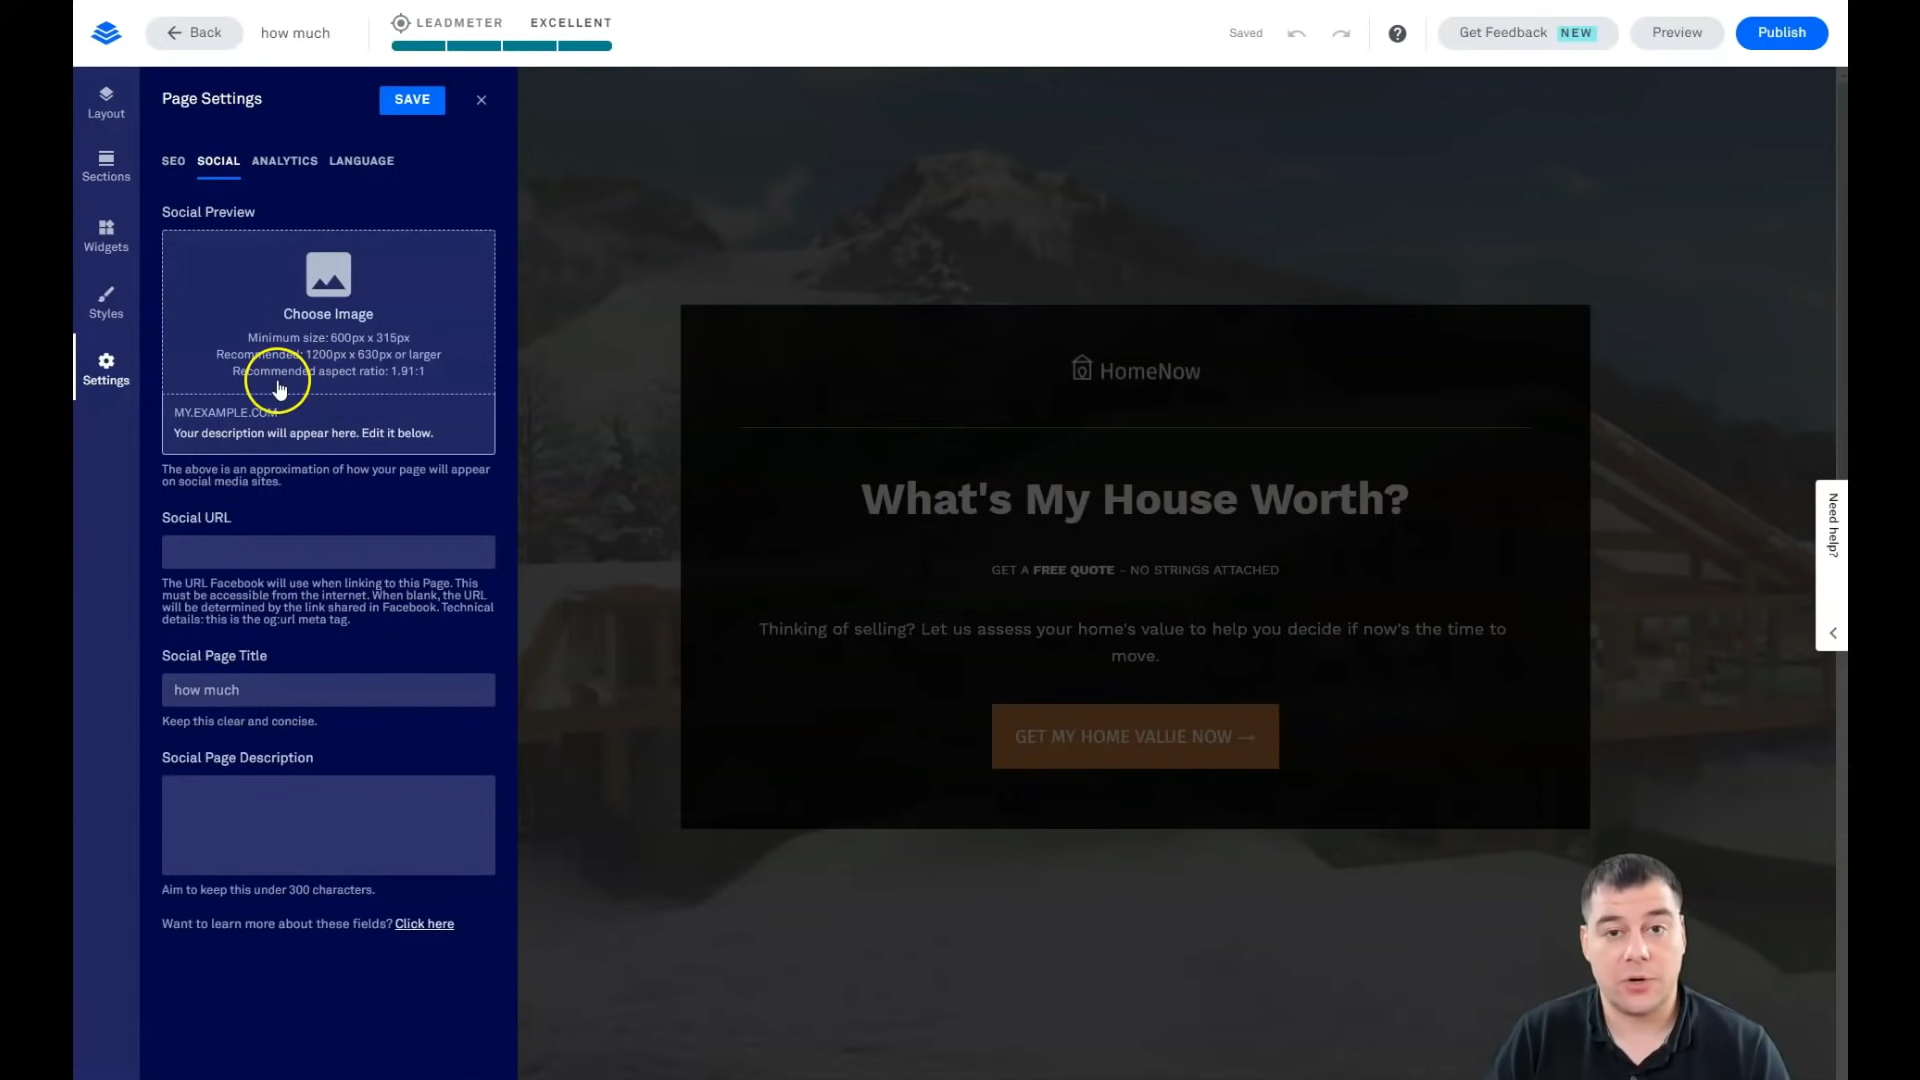 Back
how much
LEADMETER
EXCELLENT
Saved
?
Get Feedback NEW
Preview
Publish
Layout
Sections
Widgets
Styles
Settings
Page Settings
SAVE
SEO SOCIAL ANALYTICS LANGUAGE
Social Preview
Choose Image
Minimum size: 600px x 315px
Recommended: 1200px x 630px or larger
Recommended aspect ratio: 1.91:1
MY.EXAMPLE.COM
Your description will appear here. Edit it below.
The above is an approximation of how your page will appear
on social media sites.
Social URL
The URL Facebook will use when linking to this Page. This
must be accessible from the internet. When blank, the URL
will be determined by the link shared in Facebook. Technical
details: this is the og:url meta tag.
Social Page Title
how much
Keep this clear and concise.
Social Page Description
Aim to keep this under 300 characters.
Want to learn more about these fields? Click here
HomeNow
What's My House Worth?
GET A FREE QUOTE - NO STRINGS ATTACHED
Thinking of selling? Let us assess your home's value to help you decide if now's the time to
move.
GET MY HOME VALUE NOW →
Need help?